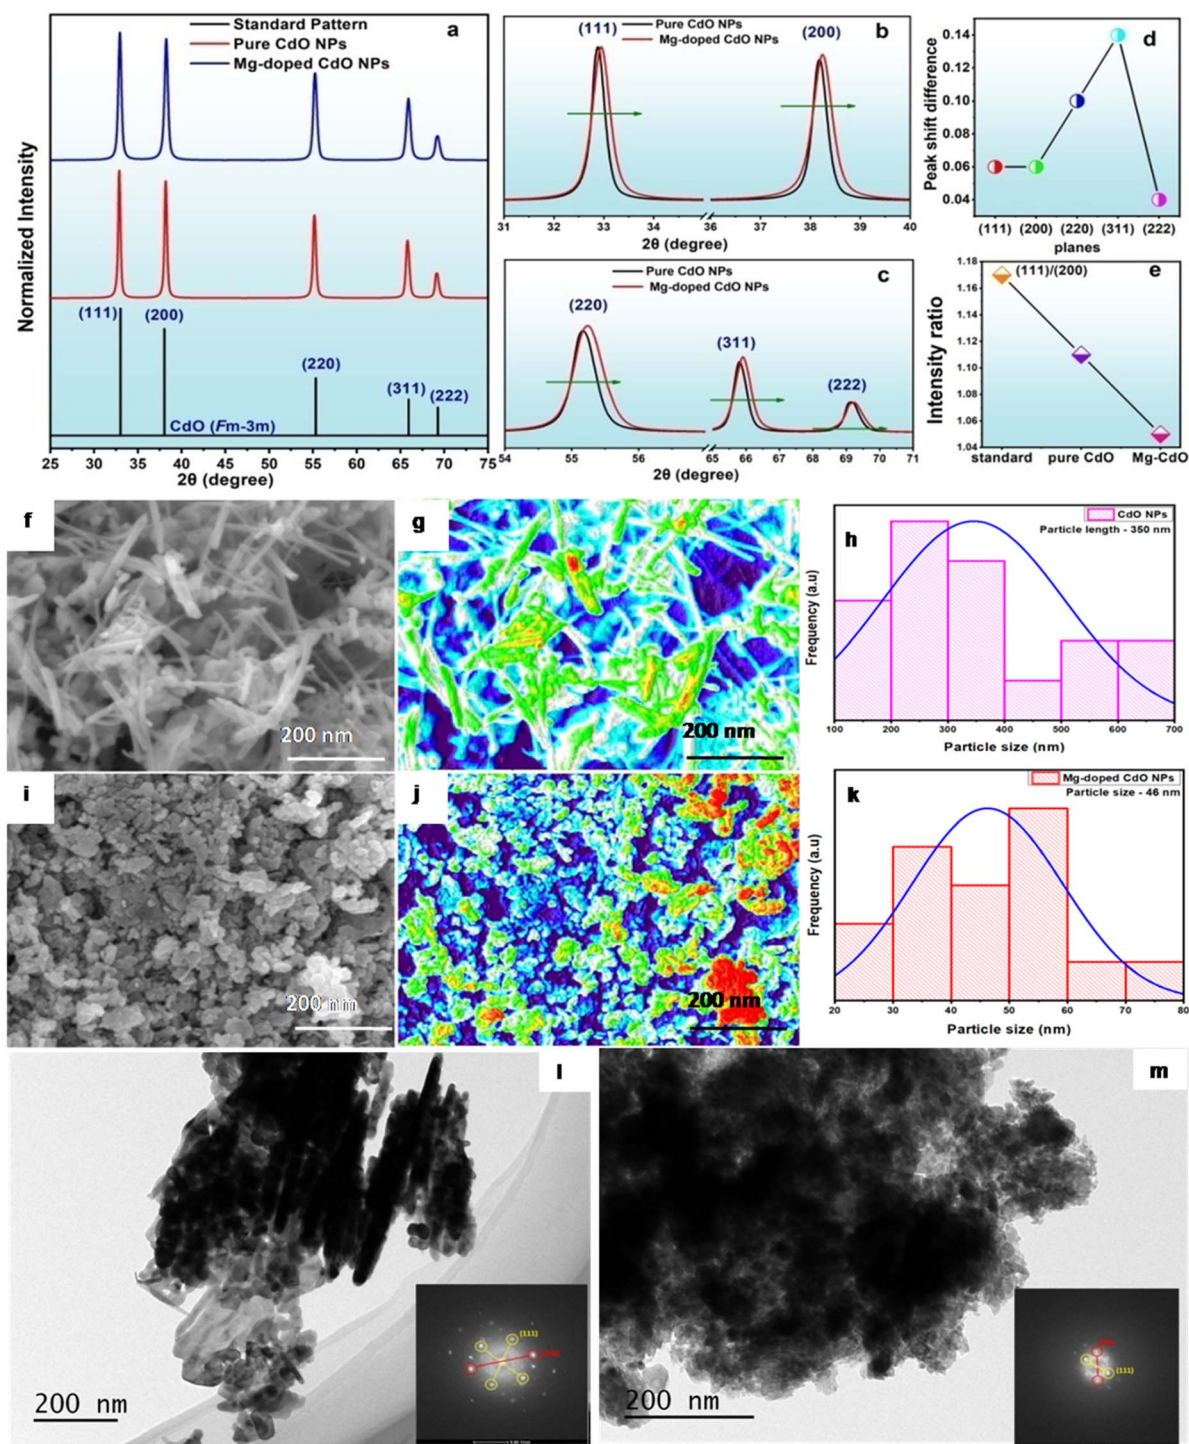 Standard Pattern
Pure CdO NPs
Mg-doped CdO NPs
a
Normalized Intensity
(111)
(200)
(220)
(311)
(222)
CdO (Fm-3m)
25 30 35 40 45 50 55 60 65 70 75
2θ (degree)
Pure CdO NPs
Mg-doped CdO NPs
b
(111)
(200)
31 32 33 34 36 37 38 39 40
2θ (degree)
Pure CdO NPs
Mg-doped CdO NPs
c
(220)
(311)
(222)
54 55 56 65 66 67 68 69 70 71
2θ (degree)
d
Peak shift difference
0.14
0.12
0.10
0.08
0.06
0.04
(111) (200) (220) (311) (222)
planes
e
(111)/(200)
Intensity ratio
1.18
1.16
1.14
1.12
1.10
1.08
1.06
1.04
standard pure CdO Mg-CdO
f
200 nm
g
200 nm
h
CdO NPs
Particle length - 350 nm
Frequency (a.u)
100 200 300 400 500 600 700
Particle size (nm)
i
200 nm
j
200 nm
k
Mg-doped CdO NPs
Particle size - 46 nm
Frequency (a.u)
20 30 40 50 60 70 80
Particle size (nm)
l
200 nm
(111)
m
200 nm
(111)